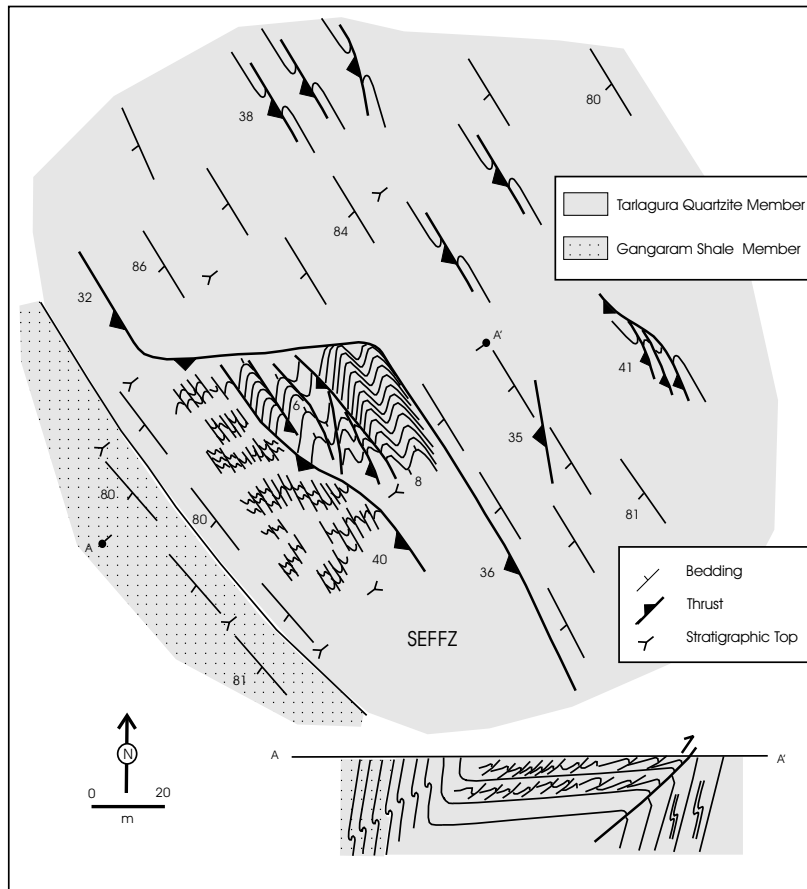 80
38
84
86
32
Tarlagura Quartzite Member
Gangaram Shale Member
A'
6
41
35
8
80
80
81
A
40
36
Bedding
Thrust
Stratigraphic Top
SEFFZ
81
N
0 20
m
A A'